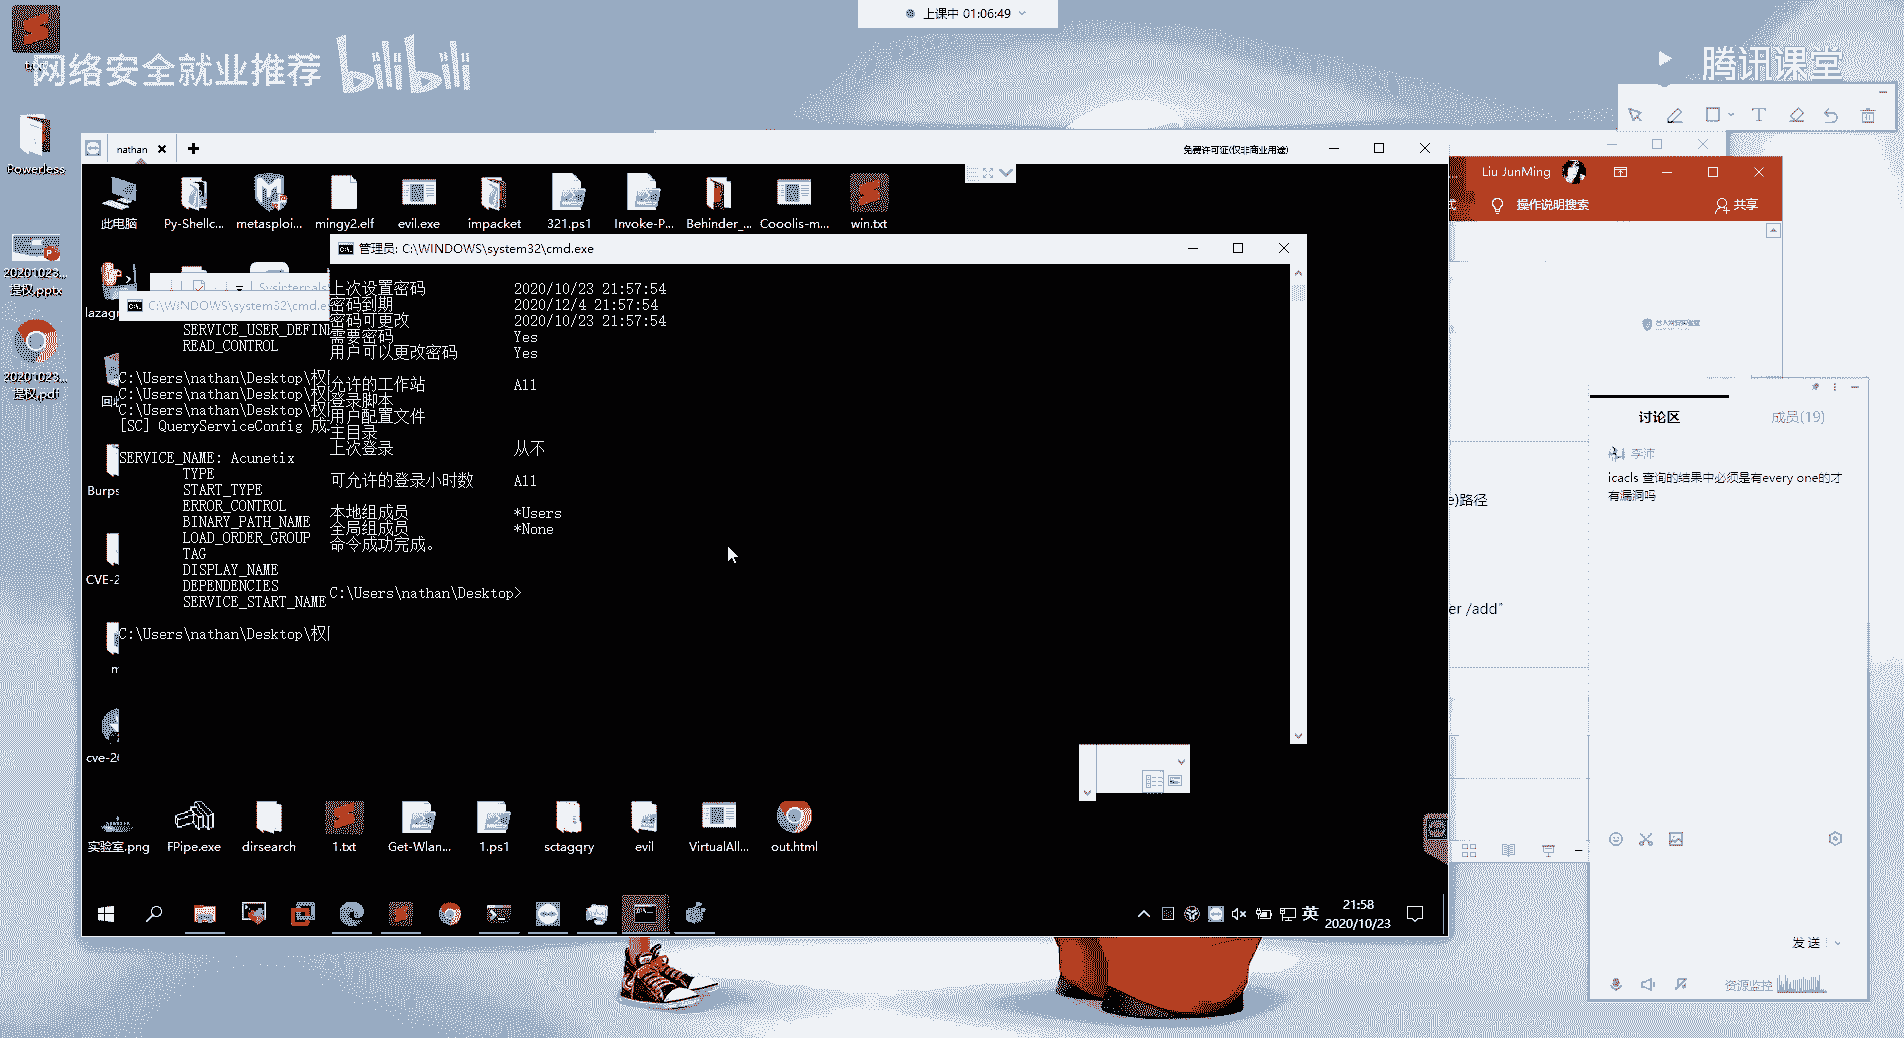 上课中 01:06:49
网络安全就业推荐 bilibili
腾讯课堂
Powerless
20201023...
提权.pptx
20201023...
提权.pdf
nathan
免费许可证(仅非商业用途)
此电脑
Py-Shellc...
metasploi...
mingy2.elf
evil.exe
impacket
321.ps1
Invoke-P...
Behinder_...
Cooolis-m...
win.txt
管理员: C:\WINDOWS\system32\cmd.exe
上次设置密码 2020/10/23 21:57:54
密码到期 2020/12/4 21:57:54
密码可更改 2020/10/23 21:57:54
需要密码 Yes
用户可以更改密码 Yes
允许的工作站 All
登录脚本
用户配置文件
主目录
上次登录 从不
可允许的登录小时数 All
本地组成员 *Users
全局组成员 *None
命令成功完成。
C:\Users\nathan\Desktop>
Sysinternals
C:\WINDOWS\system32\cmd.e
SERVICE_USER_DEFIN
READ_CONTROL
C:\Users\nathan\Desktop\权
C:\Users\nathan\Desktop\权
C:\Users\nathan\Desktop\权
[SC] QueryServiceConfig 成
SERVICE_NAME: Acunetix
TYPE
START_TYPE
ERROR_CONTROL
BINARY_PATH_NAME
LOAD_ORDER_GROUP
TAG
DISPLAY_NAME
DEPENDENCIES
SERVICE_START_NAME
C:\Users\nathan\Desktop\权
lazagn
回收
Burps
CVE-2
m
cve-20
实验室.png
FPipe.exe
dirsearch
1.txt
Get-Wlan...
1.ps1
sctagqry
evil
VirtualAll...
out.html
英
21:58
2020/10/23
Liu JunMing
操作说明搜索
共享
e)路径
er /add”
讨论区
成员(19)
李沛
icacls 查询的结果中必须是有every one的才
有漏洞吗
发送
资源监控